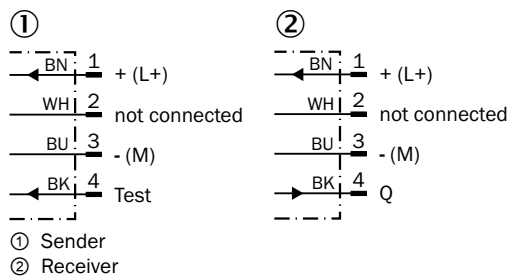 ①
BN 1 + (L+)
WH 2 not connected
BU 3 - (M)
BK 4 Test
②
BN 1 + (L+)
WH 2 not connected
BU 3 - (M)
BK 4 Q
① Sender
② Receiver